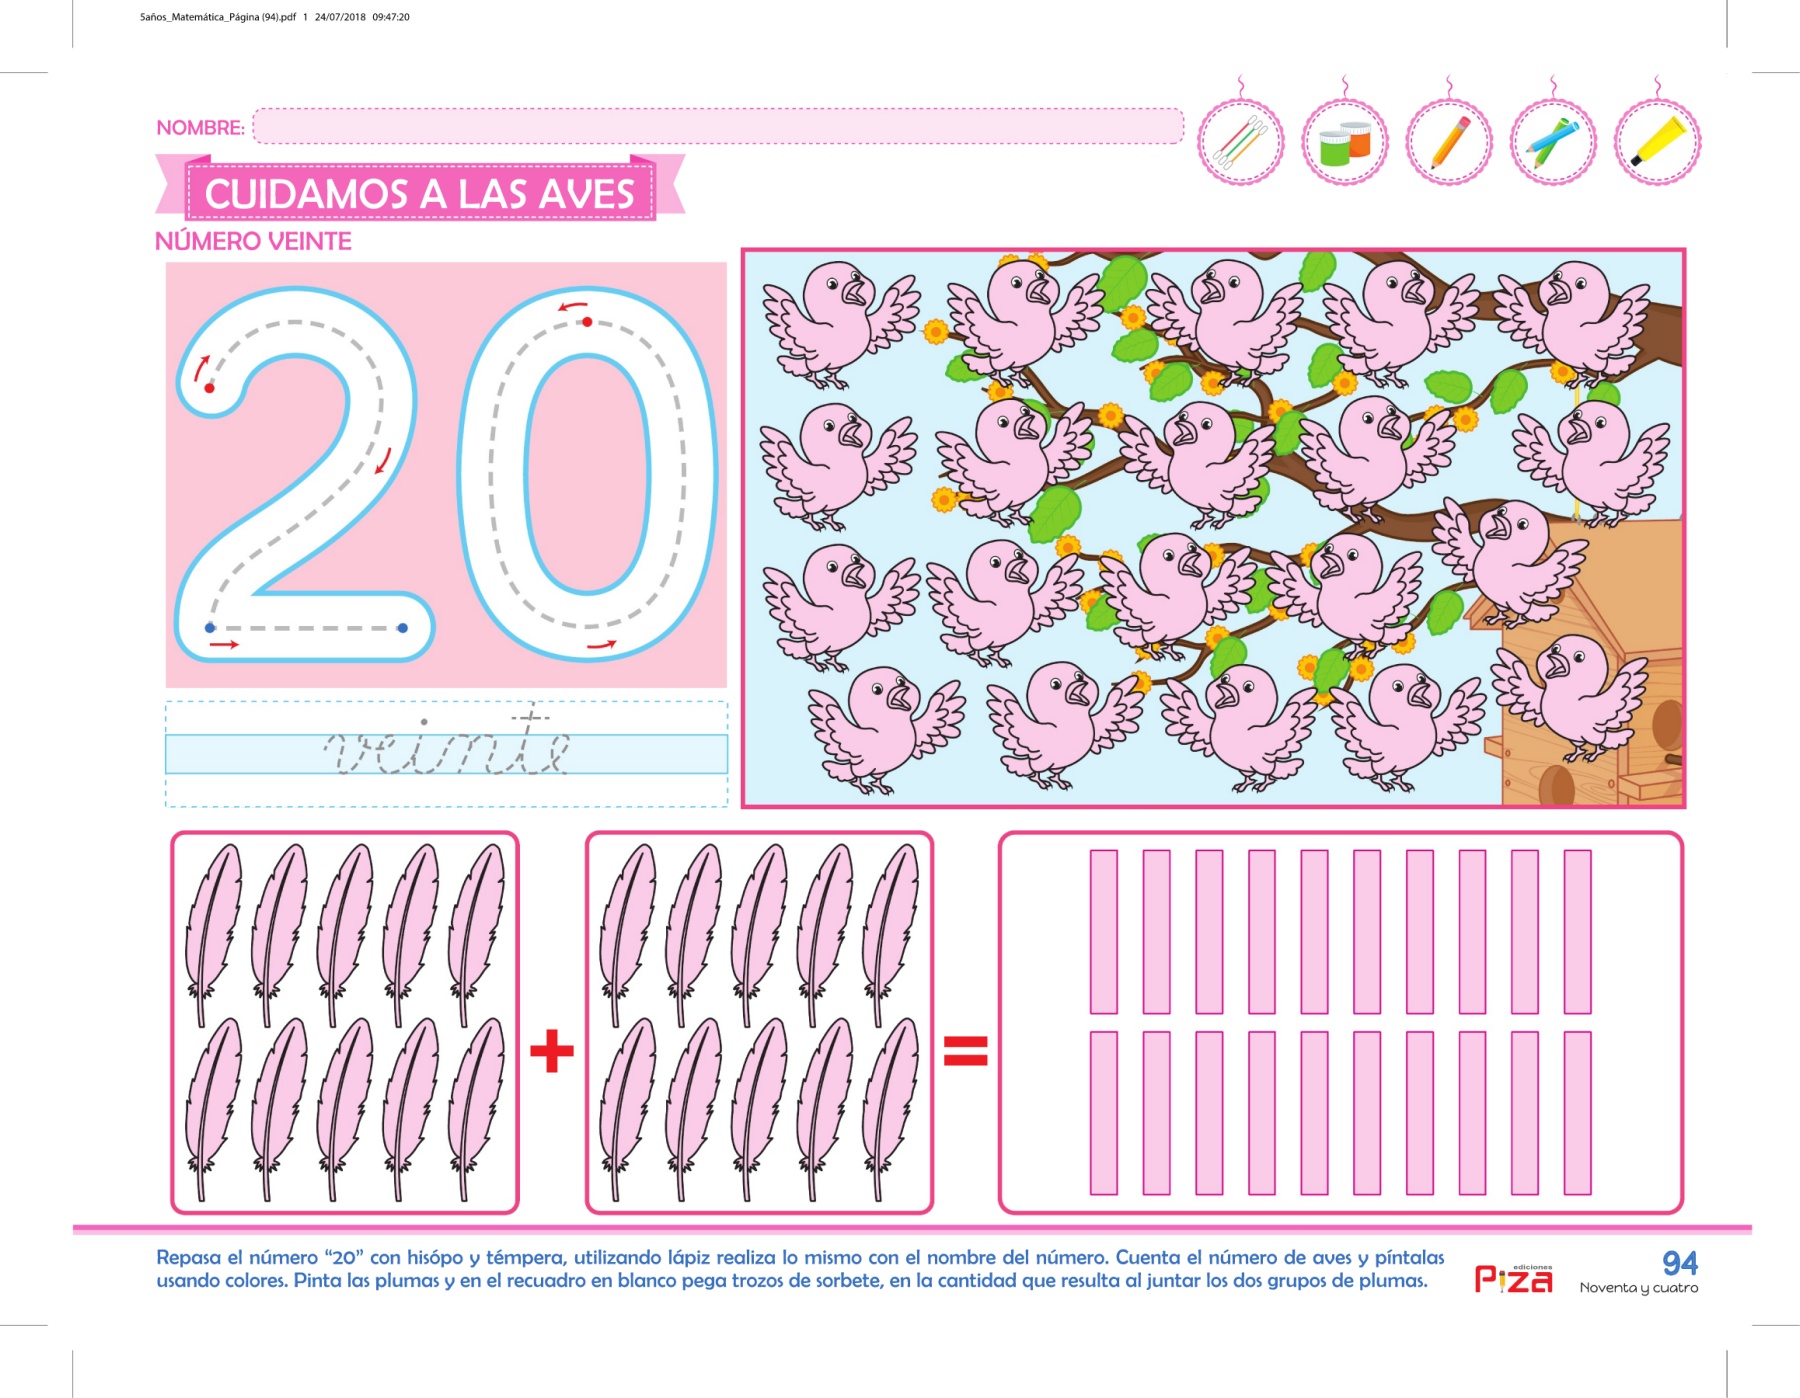 5años_Matemática_Página (94).pdf 1 24/07/2018 09:47:20
NOMBRE:
CUIDAMOS A LAS AVES
NÚMERO VEINTE
20
veinte
+
=
Repasa el número “20” con hisópo y témpera, utilizando lápiz realiza lo mismo con el nombre del número. Cuenta el número de aves y píntalas
usando colores. Pinta las plumas y en el recuadro en blanco pega trozos de sorbete, en la cantidad que resulta al juntar los dos grupos de plumas.
ediciones
Piza
94
Noventa y cuatro